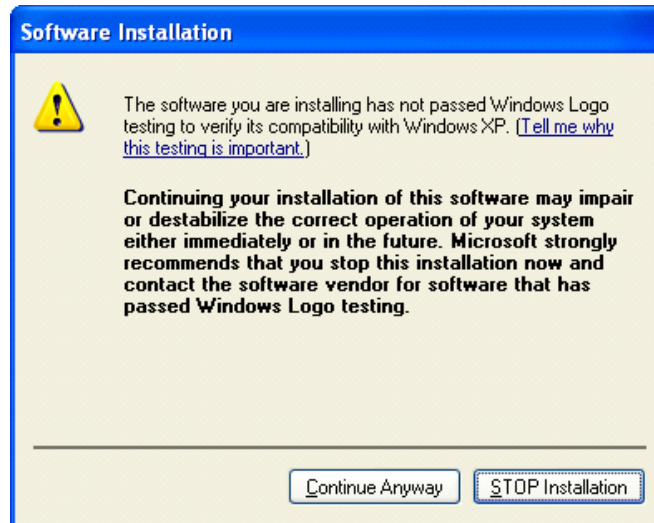 Software Installation
The software you are installing has not passed Windows Logo
testing to verify its compatibility with Windows XP. (Tell me why
this testing is important.)
Continuing your installation of this software may impair
or destabilize the correct operation of your system
either immediately or in the future. Microsoft strongly
recommends that you stop this installation now and
contact the software vendor for software that has
passed Windows Logo testing.
Continue Anyway STOP Installation